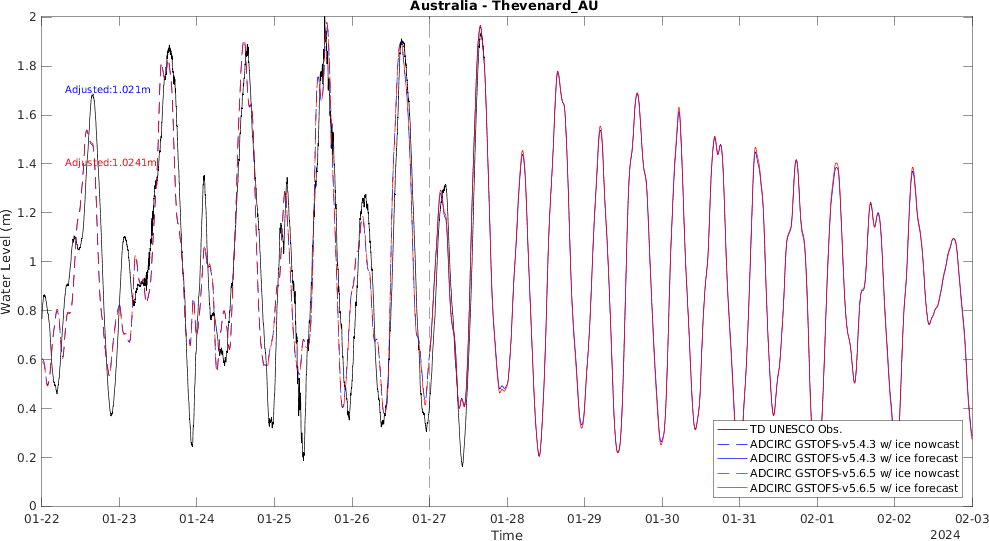 Australia - Thevenard_AU
2
1.8
1.6
1.4
1.2
1
0.8
0.6
0.4
0.2
0
Water Level (m)
Adjusted:1.021m
Adjusted:1.0241m
TD UNESCO Obs.
ADCIRC GSTOFS-v5.4.3 w/ ice nowcast
ADCIRC GSTOFS-v5.4.3 w/ ice forecast
ADCIRC GSTOFS-v5.6.5 w/ ice nowcast
ADCIRC GSTOFS-v5.6.5 w/ ice forecast
01-22 01-23 01-24 01-25 01-26 01-27 01-28 01-29 01-30 01-31 02-01 02-02 02-03
Time
2024